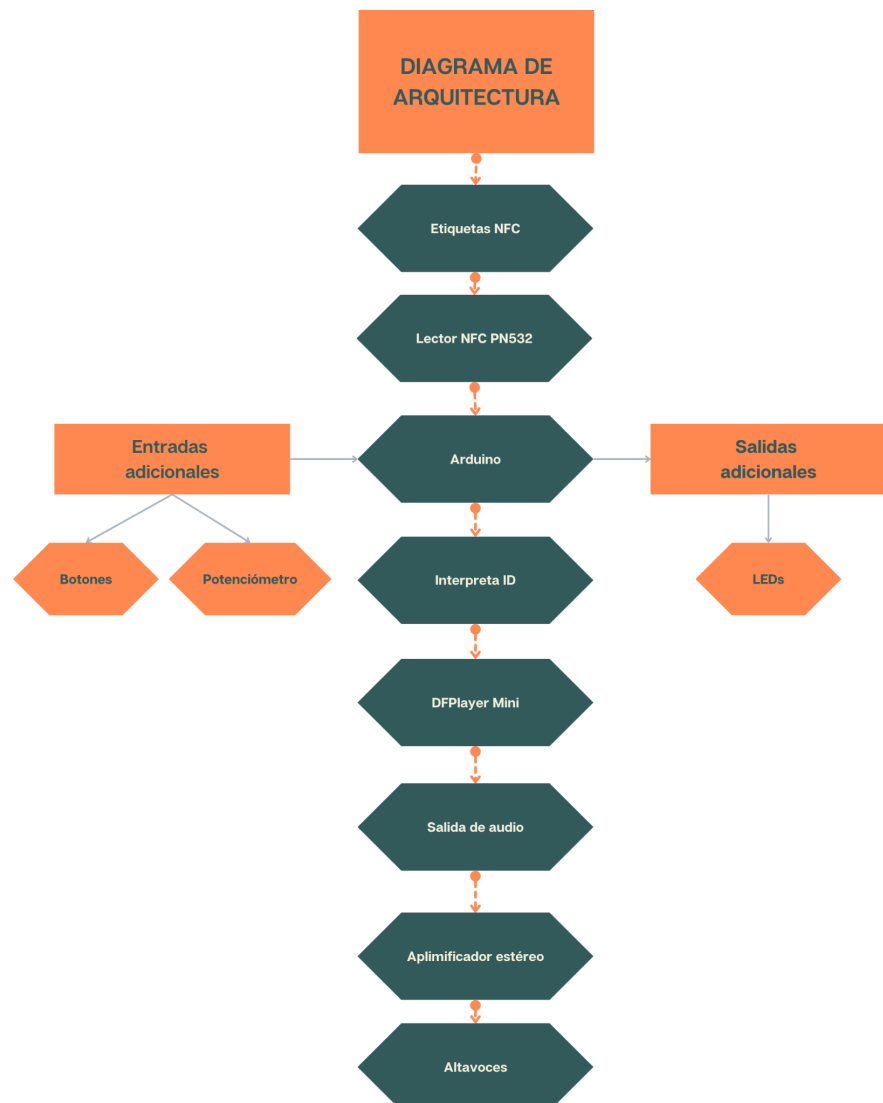 DIAGRAMA DE
ARQUITECTURA
Etiquetas NFC
Lector NFC PN532
Entradas
adicionales
Arduino
Salidas
adicionales
Botones
Potenciómetro
Interpreta ID
LEDs
DFPlayer Mini
Salida de audio
Aplimificador estéreo
Altavoces